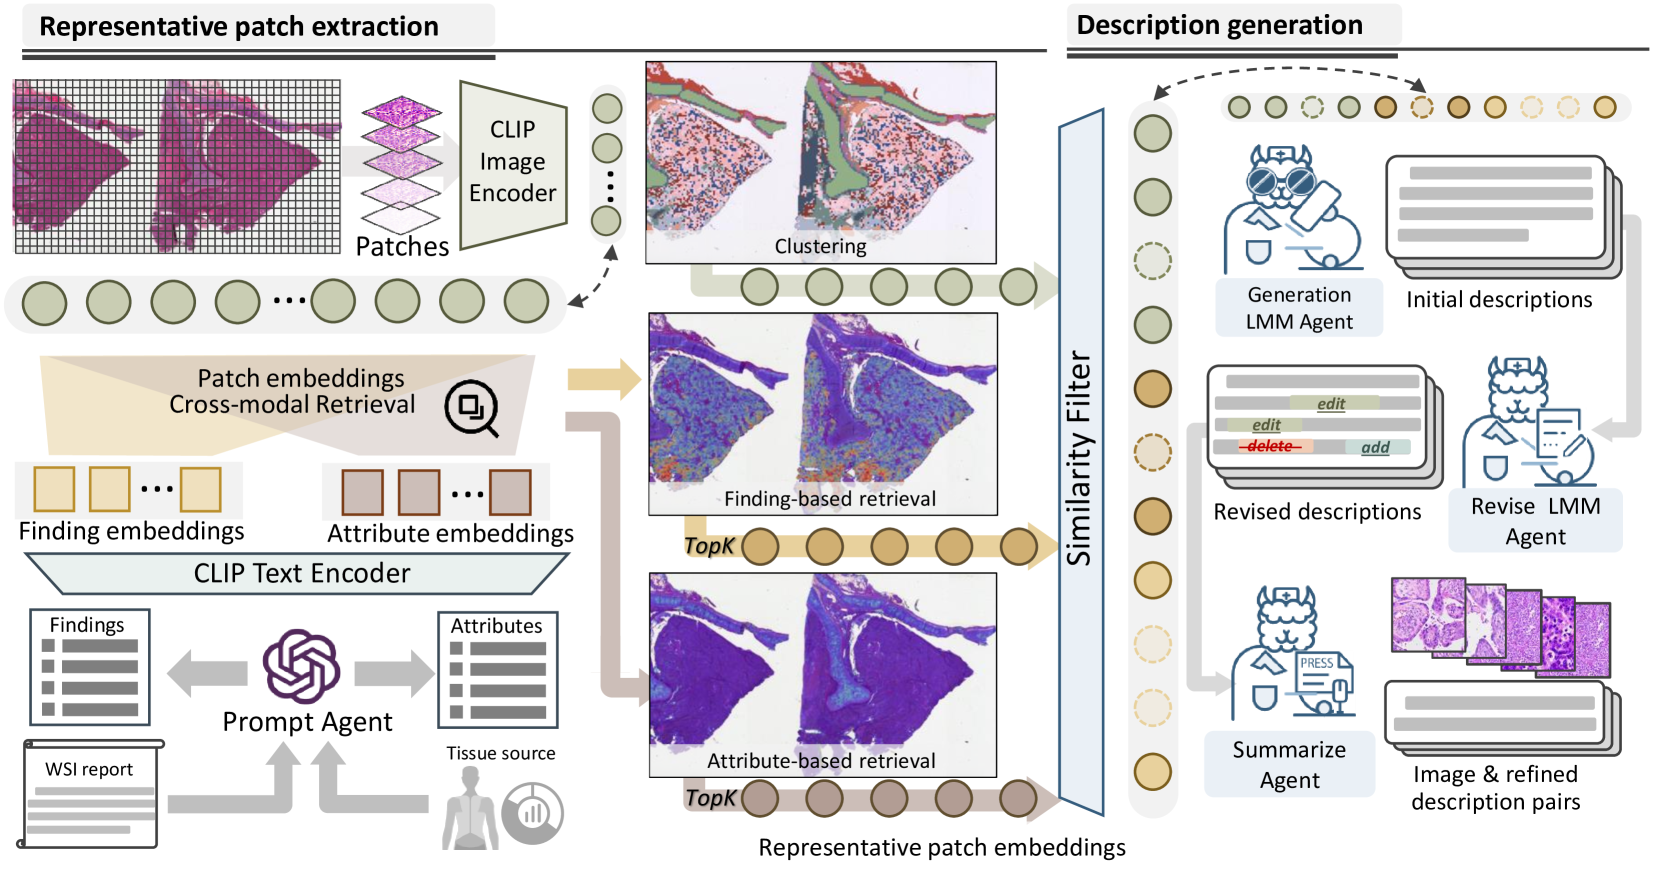 Representative patch extraction
Description generation
CLIP
Image
Encoder
Patches
Clustering
Patch embeddings
Cross-modal Retrieval
Finding embeddings
Attribute embeddings
CLIP Text Encoder
Findings
Attributes
Prompt Agent
WSI report
Tissue source
Finding-based retrieval
TopK
Attribute-based retrieval
TopK
Representative patch embeddings
Similarity Filter
Generation
LMM Agent
Initial descriptions
edit
edit
delete
add
Revised descriptions
Revise LMM
Agent
PRESS
Summarize
Agent
Image & refined
description pairs